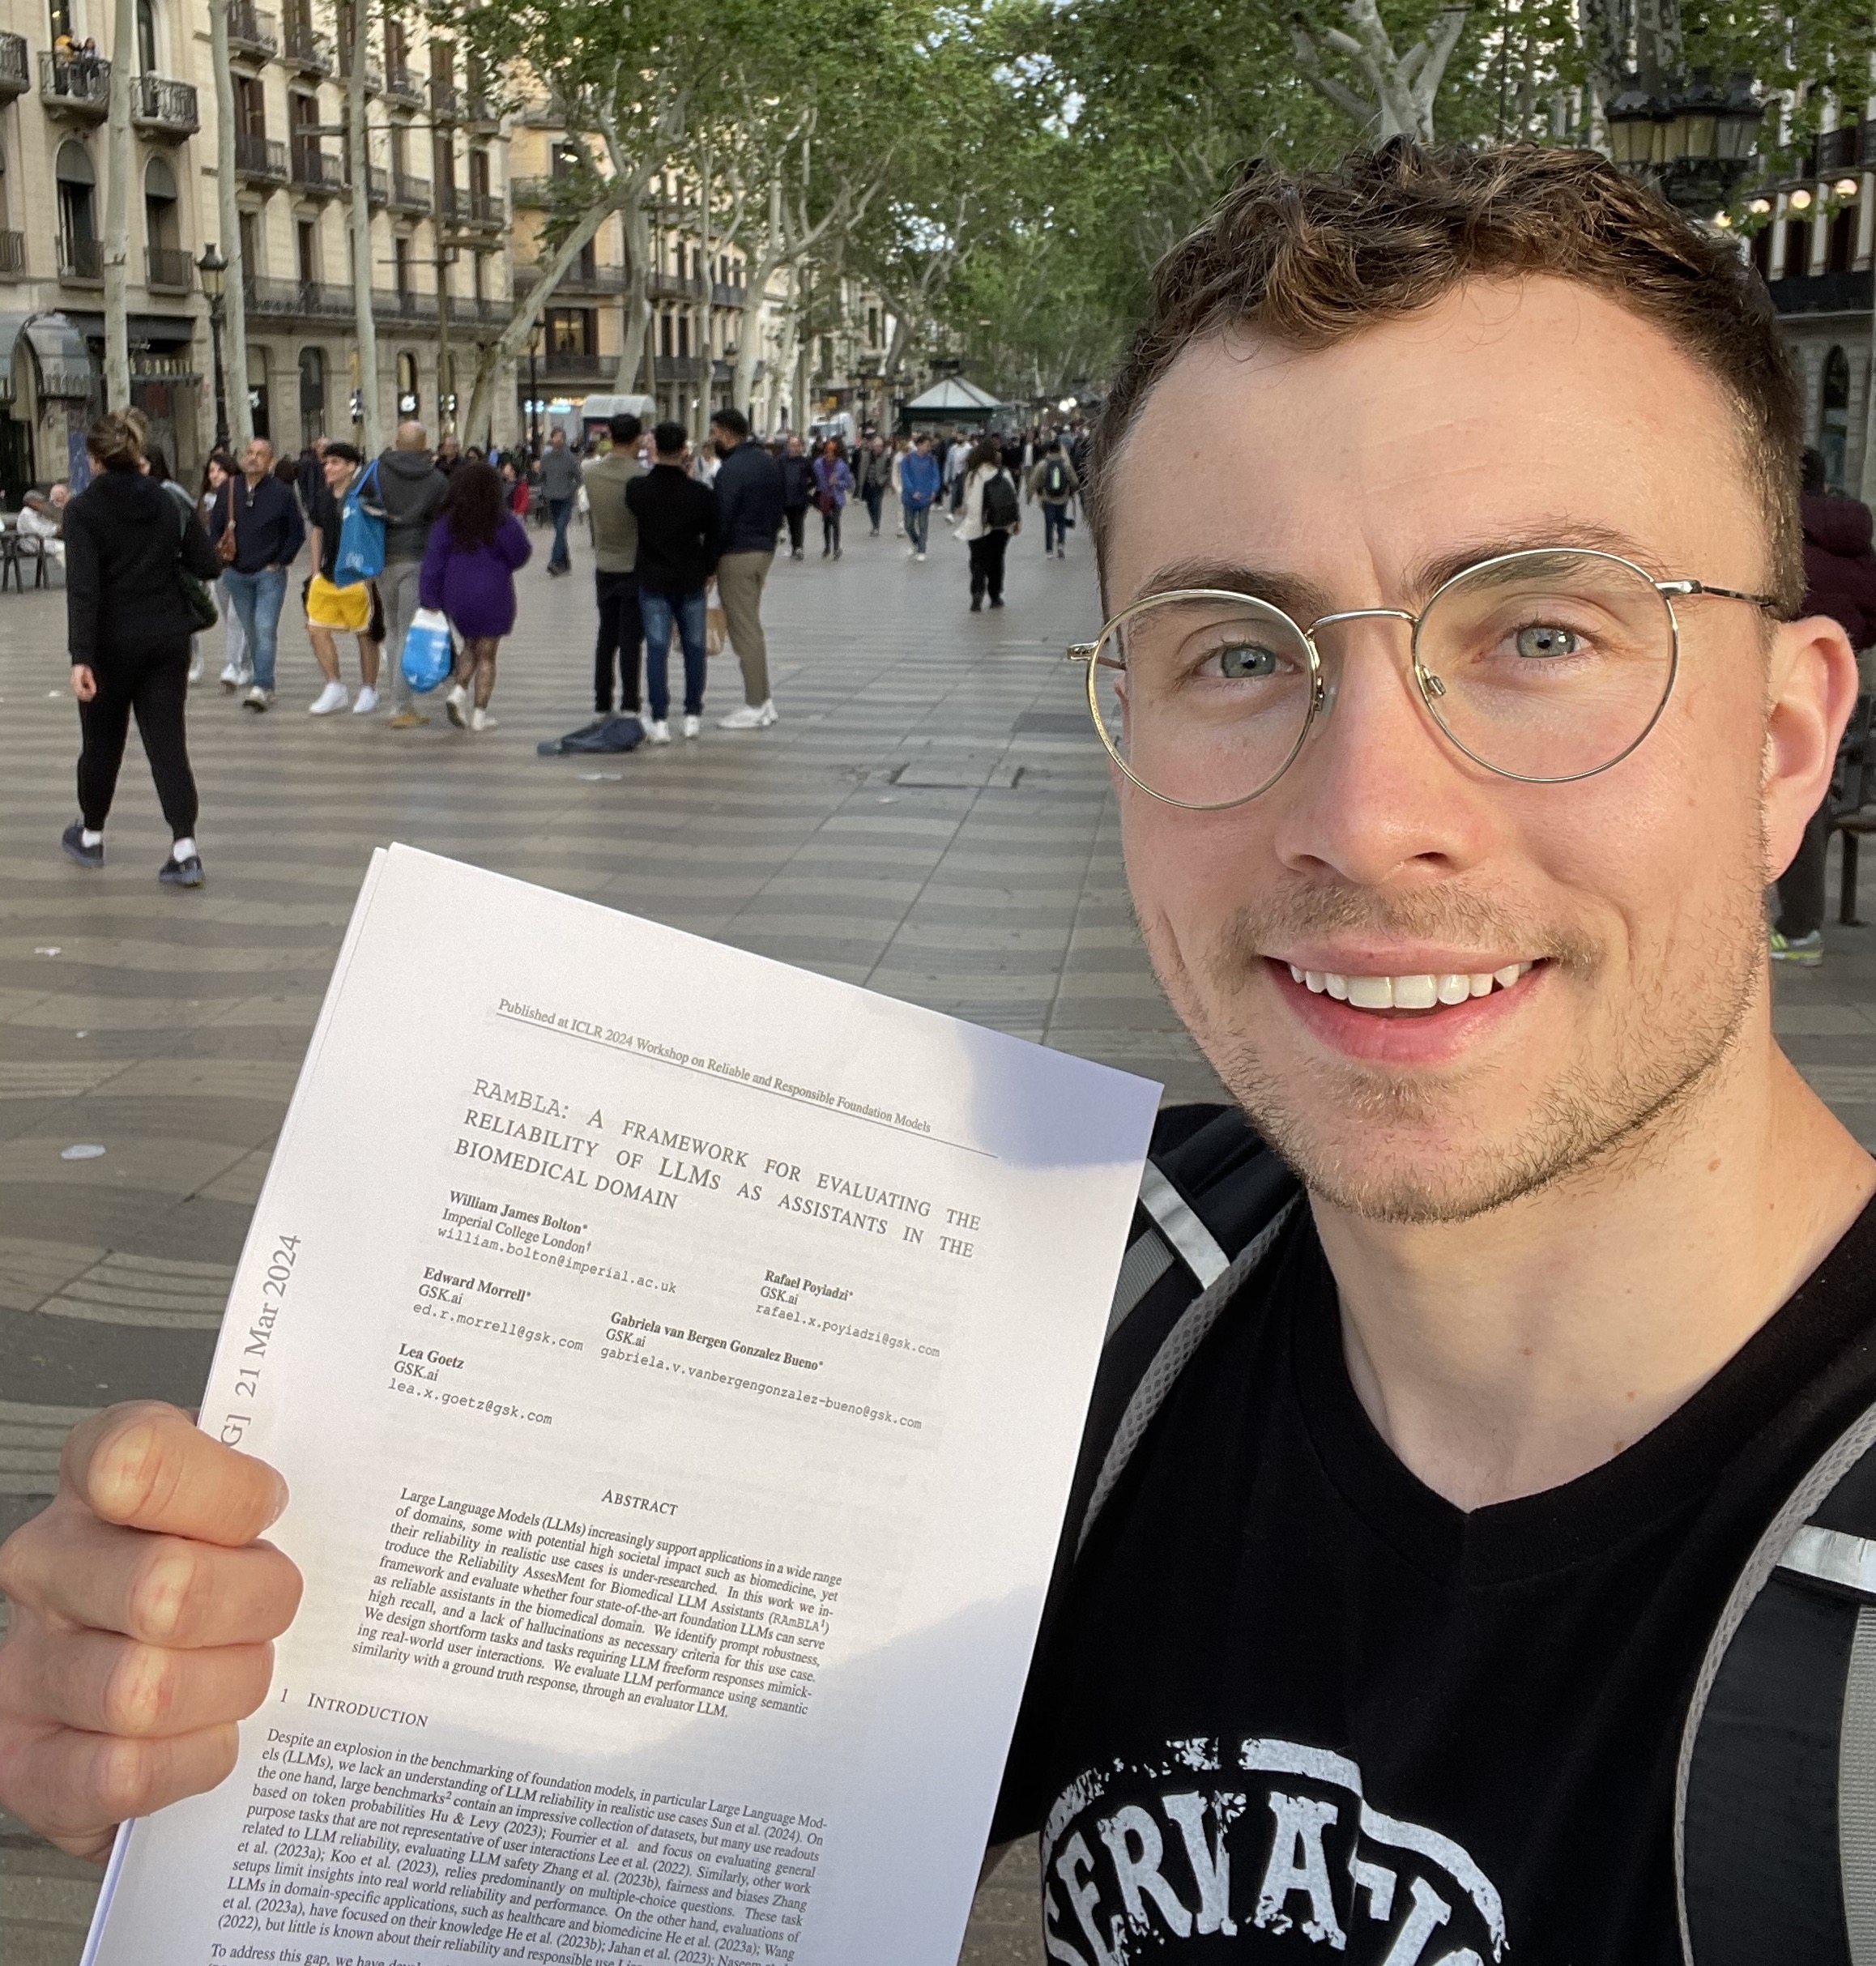 Published at ICLR 2024 Workshop on Reliable and Responsible Foundation Models
RAmBLA: A FRAMEWORK FOR EVALUATING THE
RELIABILITY OF LLMs AS ASSISTANTS IN THE
BIOMEDICAL DOMAIN
William James Bolton*
Imperial College London†
william.bolton@imperial.ac.uk
Rafael Poyiadzi*
GSK.ai
rafael.x.poyiadzi@gsk.com
Edward Morrell*
GSK.ai
ed.r.morrell@gsk.com
Gabriela van Bergen Gonzalez Bueno*
GSK.ai
gabriela.v.vanbergengonzalez-bueno@gsk.com
Lea Goetz
GSK.ai
lea.x.goetz@gsk.com
G] 21 Mar 2024
ABSTRACT
Large Language Models (LLMs) increasingly support applications in a wide range
of domains, some with potential high societal impact such as biomedicine, yet
their reliability in realistic use cases is under-researched. In this work we in-
troduce the Reliability AssesMent for Biomedical LLM Assistants (RAmBLA¹)
framework and evaluate whether four state-of-the-art foundation LLMs can serve
as reliable assistants in the biomedical domain. We identify prompt robustness,
high recall, and a lack of hallucinations as necessary criteria for this use case.
We design shortform tasks and tasks requiring LLM freeform responses mimick-
ing real-world user interactions. We evaluate LLM performance using semantic
similarity with a ground truth response, through an evaluator LLM.
1 INTRODUCTION
Despite an explosion in the benchmarking of foundation models, in particular Large Language Mod-
els (LLMs), we lack an understanding of LLM reliability in realistic use cases Sun et al. (2024). On
the one hand, large benchmarks² contain an impressive collection of datasets, but many use readouts
based on token probabilities Hu & Levy (2023); Fourrier et al. and focus on evaluating general
purpose tasks that are not representative of user interactions Lee et al. (2022). Similarly, other work
related to LLM reliability, evaluating LLM safety Zhang et al. (2023b), fairness and biases Zhang
et al. (2023a); Koo et al. (2023), relies predominantly on multiple-choice questions. These task
setups limit insights into real world reliability and performance. On the other hand, evaluations of
LLMs in domain-specific applications, such as healthcare and biomedicine He et al. (2023a); Wang
et al. (2023a), have focused on their knowledge He et al. (2023b); Jahan et al. (2023); Naseem
(2022), but little is known about their reliability and responsible use
To address this gap, we have
SERVATIO